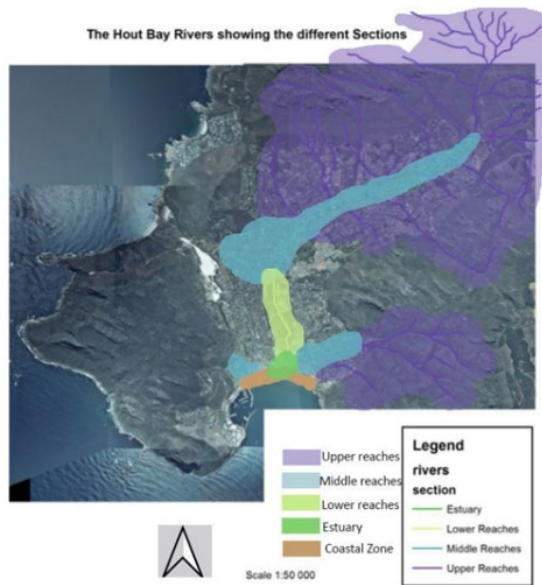 The Hout Bay Rivers showing the different Sections
Upper reaches
Middle reaches
Lower reaches
Estuary
Coastal Zone
Legend
rivers
section
Estuary
Lower Reaches
Middle Reaches
Upper Reaches
Scale 1:50 000